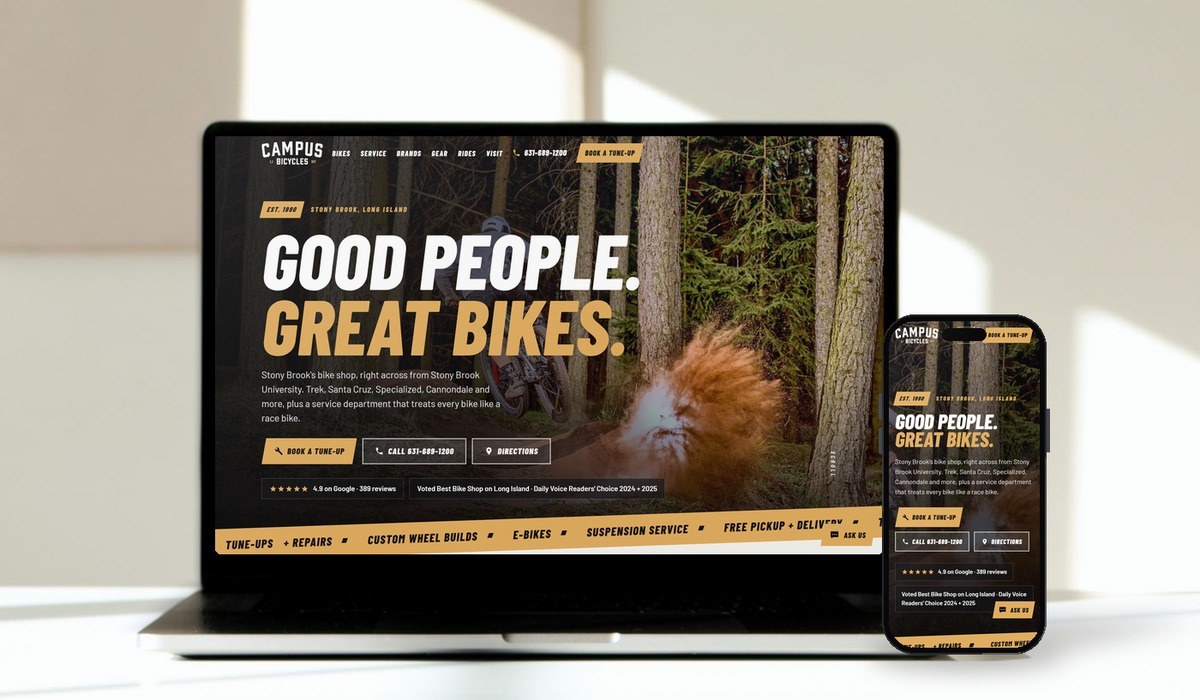 CAMPUS
BICYCLES
BIKES SERVICE BRANDS GEAR RIDES VISIT 631-689-1200 BOOK A TUNE-UP
EST. 1980 STONY BROOK, LONG ISLAND
GOOD PEOPLE.
GREAT BIKES.
Stony Brook's bike shop, right across from Stony Brook
University. Trek, Santa Cruz, Specialized, Cannondale and
more, plus a service department that treats every bike like a
race bike.
BOOK A TUNE-UP CALL 631-689-1200 DIRECTIONS
★★★★★ 4.9 on Google · 389 reviews Voted Best Bike Shop on Long Island · Daily Voice Readers' Choice 2024 + 2025
SCROLL
TUNE-UPS + REPAIRS CUSTOM WHEEL BUILDS E-BIKES SUSPENSION SERVICE FREE PICKUP + DELIVERY
ASK US
CAMPUS
BICYCLES
BOOK A TUNE-UP
EST. 1980 STONY BROOK, LONG ISLAND
GOOD PEOPLE.
GREAT BIKES.
Stony Brook's bike shop, right across from Stony
Brook University. Trek, Santa Cruz, Specialized,
Cannondale and more, plus a service department
that treats every bike like a race bike.
BOOK A TUNE-UP
CALL 631-689-1200 DIRECTIONS
★★★★★ 4.9 on Google · 389 reviews
Voted Best Bike Shop on Long Island · Daily Voice
Readers' Choice 2024 + 2025
ASK US
+ REPAIRS